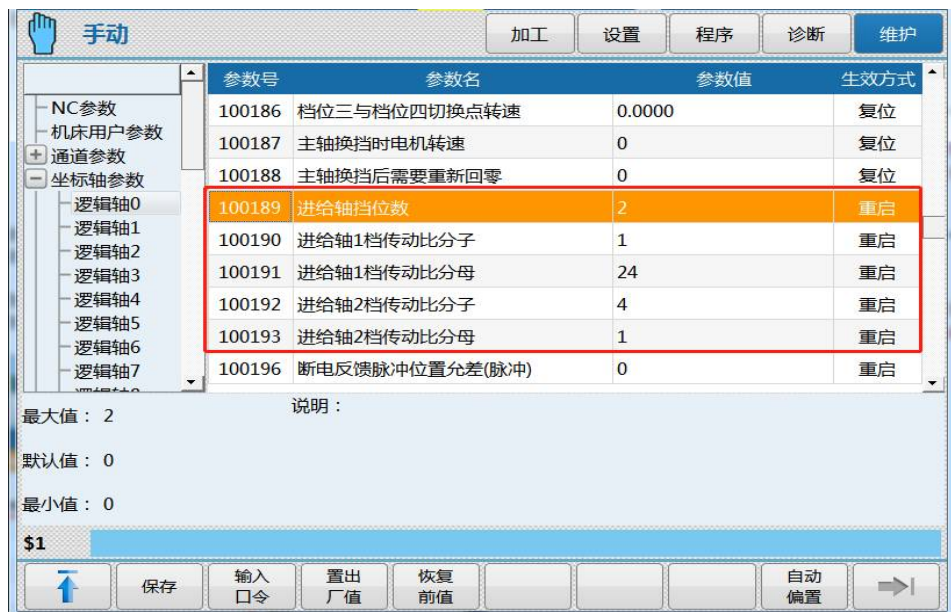 手动
加工 设置 程序 诊断 维护
参数号 参数名 参数值 生效方式
NC参数
机床用户参数
通道参数
坐标轴参数
逻辑轴0
逻辑轴1
逻辑轴2
逻辑轴3
逻辑轴4
逻辑轴5
逻辑轴6
逻辑轴7
100186 档位三与档位四切换点转速 0.0000 复位
100187 主轴换挡时电机转速 0 复位
100188 主轴换挡后需要重新回零 0 复位
100189 进给轴挡位数 2 重启
100190 进给轴1档传动比分子 1 重启
100191 进给轴1档传动比分母 24 重启
100192 进给轴2档传动比分子 4 重启
100193 进给轴2档传动比分母 1 重启
100196 断电反馈脉冲位置允差(脉冲) 0 重启
最大值： 2
说明：
默认值： 0
最小值： 0
$1
保存 输入口令 置出厂值 恢复前值 自动偏置